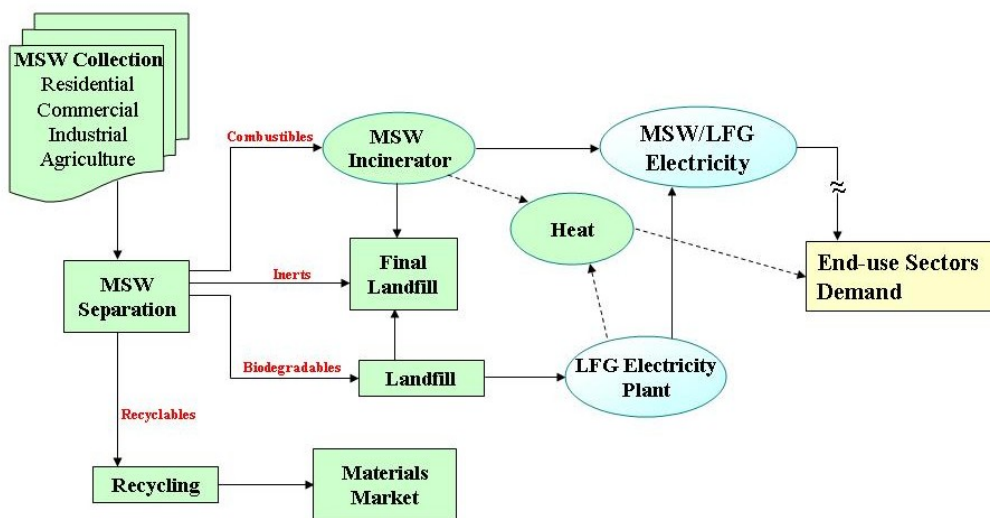 MSW Collection
Residential
Commercial
Industrial
Agriculture
Combustibles
MSW
Incinerator
MSW/LFG
Electricity
Heat
MSW
Separation
Inerts
Final
Landfill
End-use Sectors
Demand
Biodegradables
Landfill
LFG Electricity
Plant
Recyclables
Recycling
Materials
Market